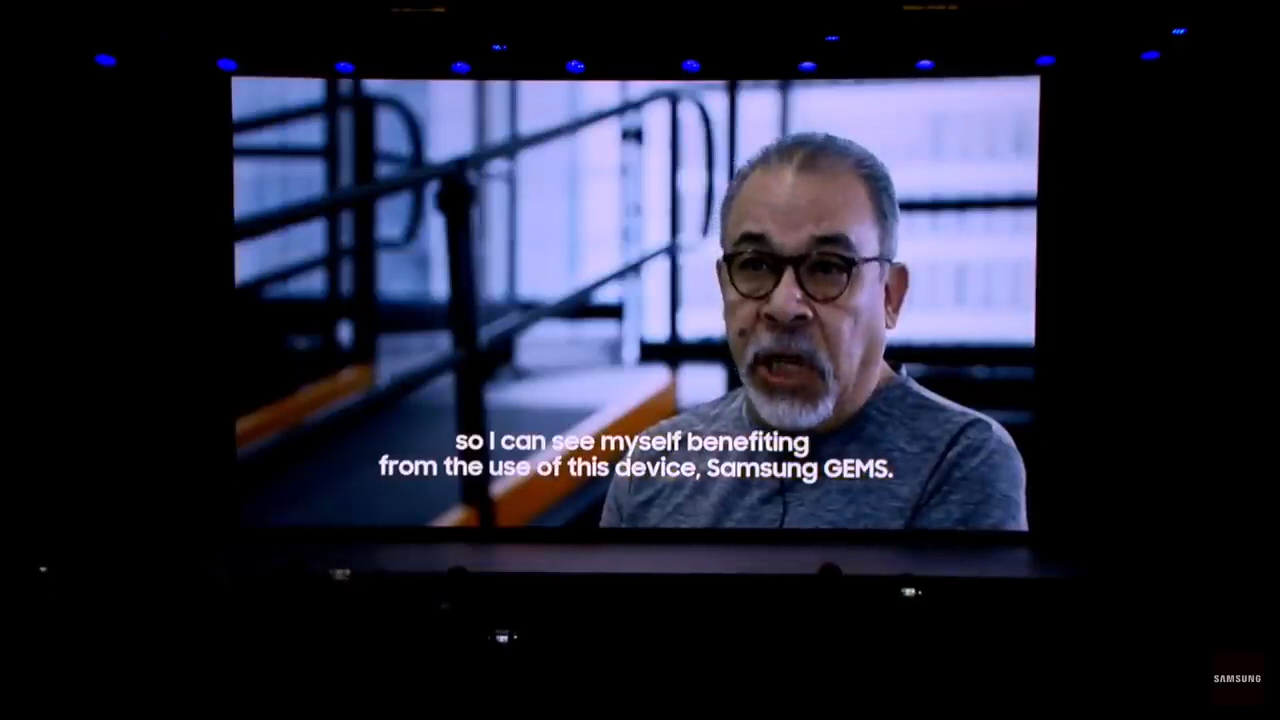 so I can see myself benefiting
from the use of this device, Samsung GEMS.
SAMSUNG